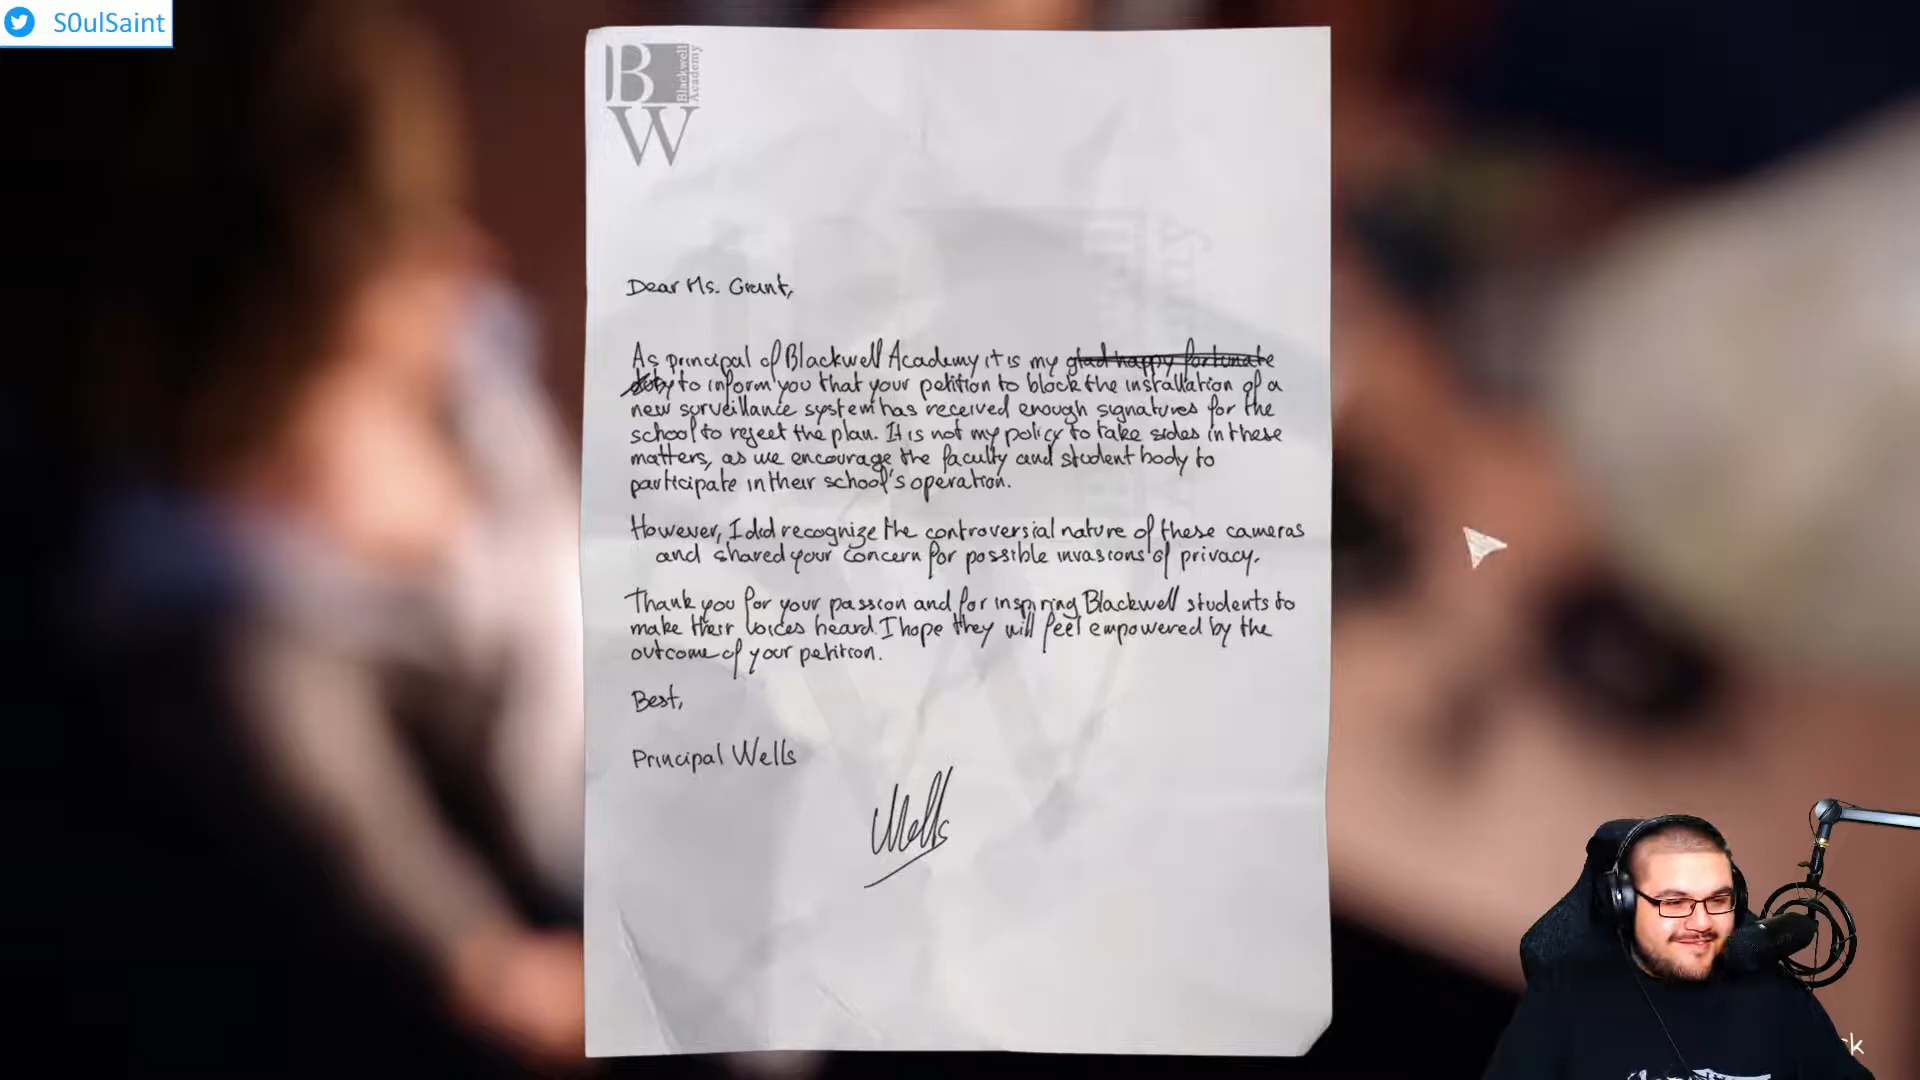 S0ulSaint
B
Blackwell
Academy
W
Dear Ms. Grant,
As principal of Blackwell Academy it is my glad happy fortunate
duty to inform you that your petition to block the installation of a
new surveillance system has received enough signatures for the
school to reject the plan. It is not my policy to take sides in these
matters, as we encourage the faculty and student body to
participate in their school's operation.
However, I did recognize the controversial nature of these cameras
and shared your concern for possible invasions of privacy.
Thank you for your passion and for inspiring Blackwell students to
make their voices heard. I hope they will feel empowered by the
outcome of your petition.
Best,
Principal Wells
Wells